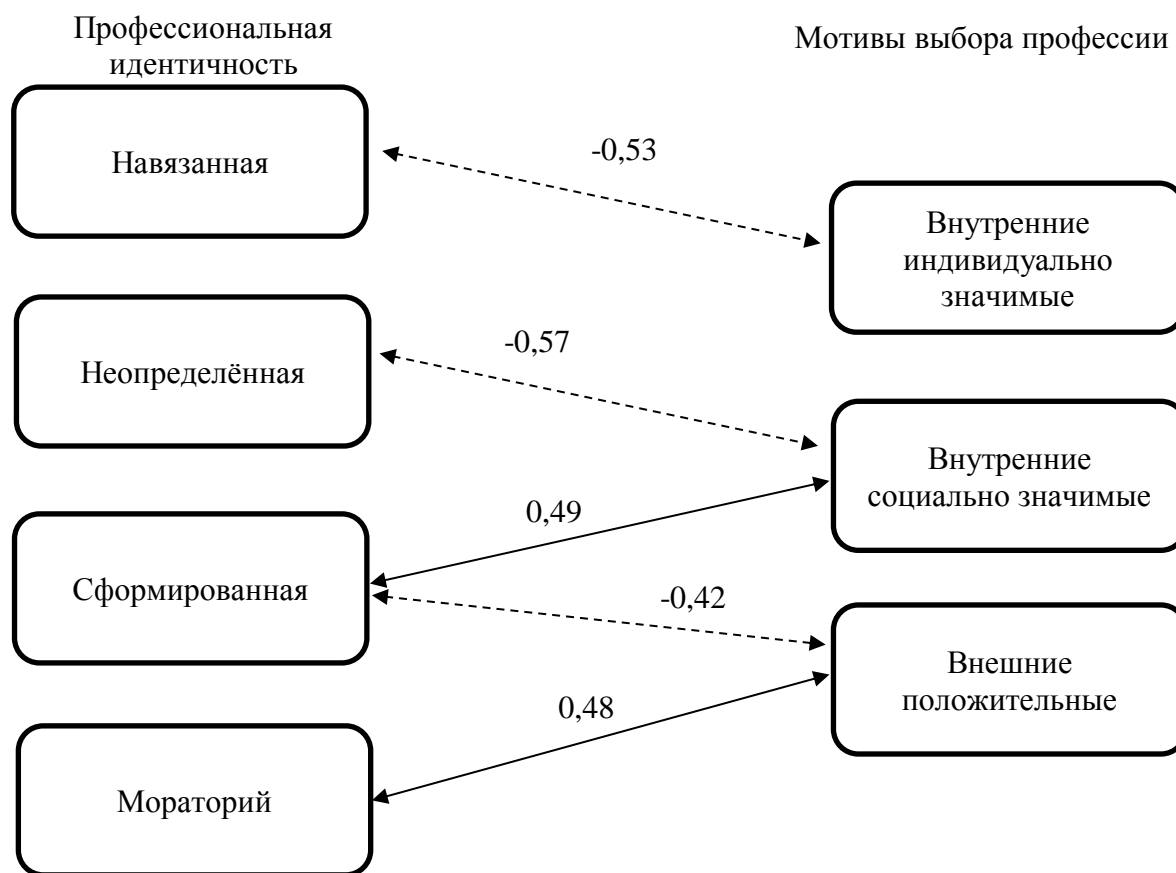 Профессиональная
идентичность
Мотивы выбора профессии
Навязанная
-0,53
Внутренние
индивидуально
значимые
Неопределённая
-0,57
Внутренние
социально значимые
Сформированная
0,49
-0,42
Внешние
положительные
Мораторий
0,48